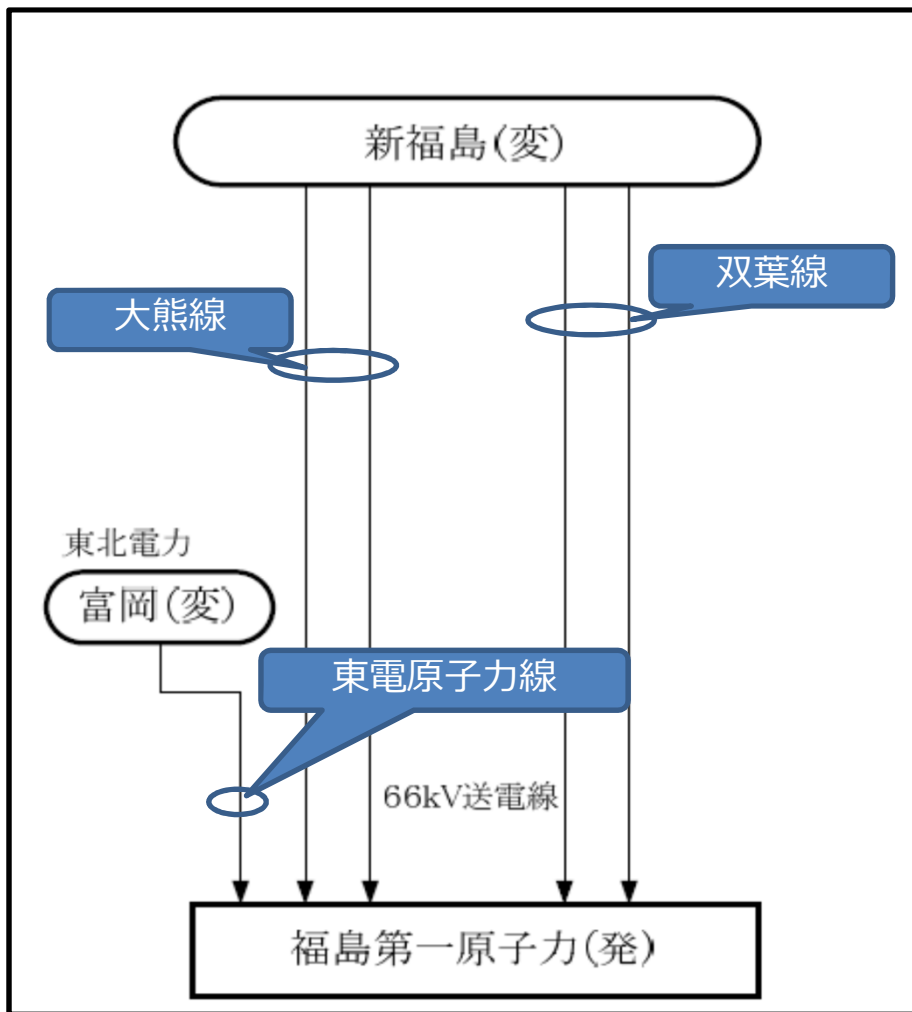 新福島(変)
双葉線
大熊線
東北電力
富岡(変)
東電原子力線
66kV送電線
福島第一原子力(発)